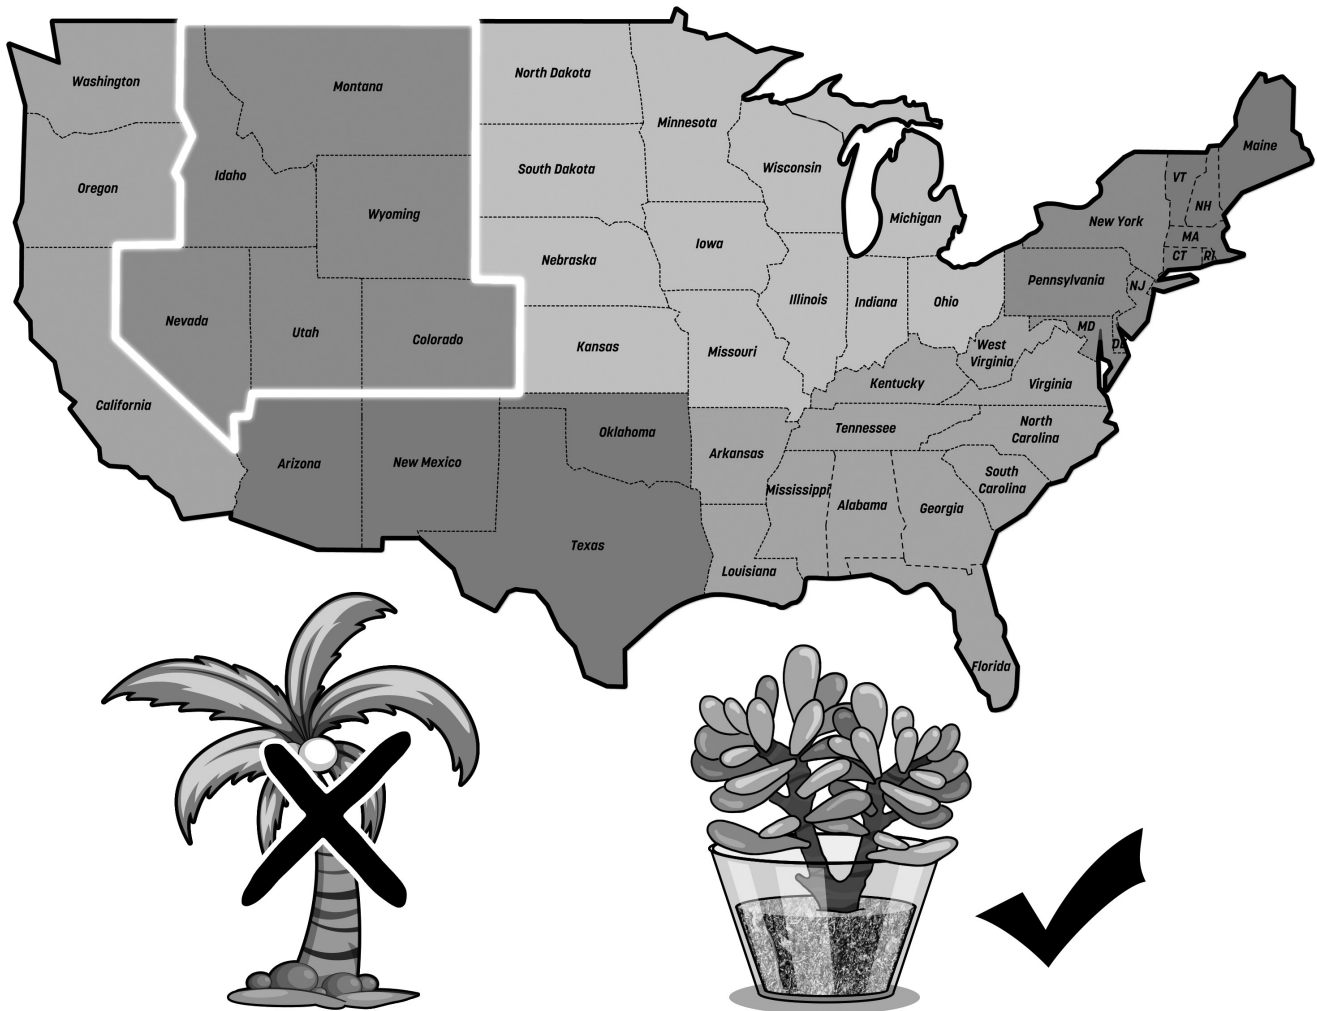 Washington
Montana
North Dakota
Minnesota
Maine
Oregon
Idaho
Wyoming
South Dakota
Wisconsin
Michigan
New York
VT
NH
MA
CT
RI
Iowa
Nebraska
Pennsylvania
NJ
Nevada
Utah
Colorado
Illinois
Indiana
Ohio
MD
DE
Kansas
Missouri
West
Virginia
Kentucky
Virginia
California
Oklahoma
Tennessee
North
Carolina
Arizona
New Mexico
Arkansas
South
Carolina
Mississippi
Alabama
Georgia
Texas
Louisiana
Florida